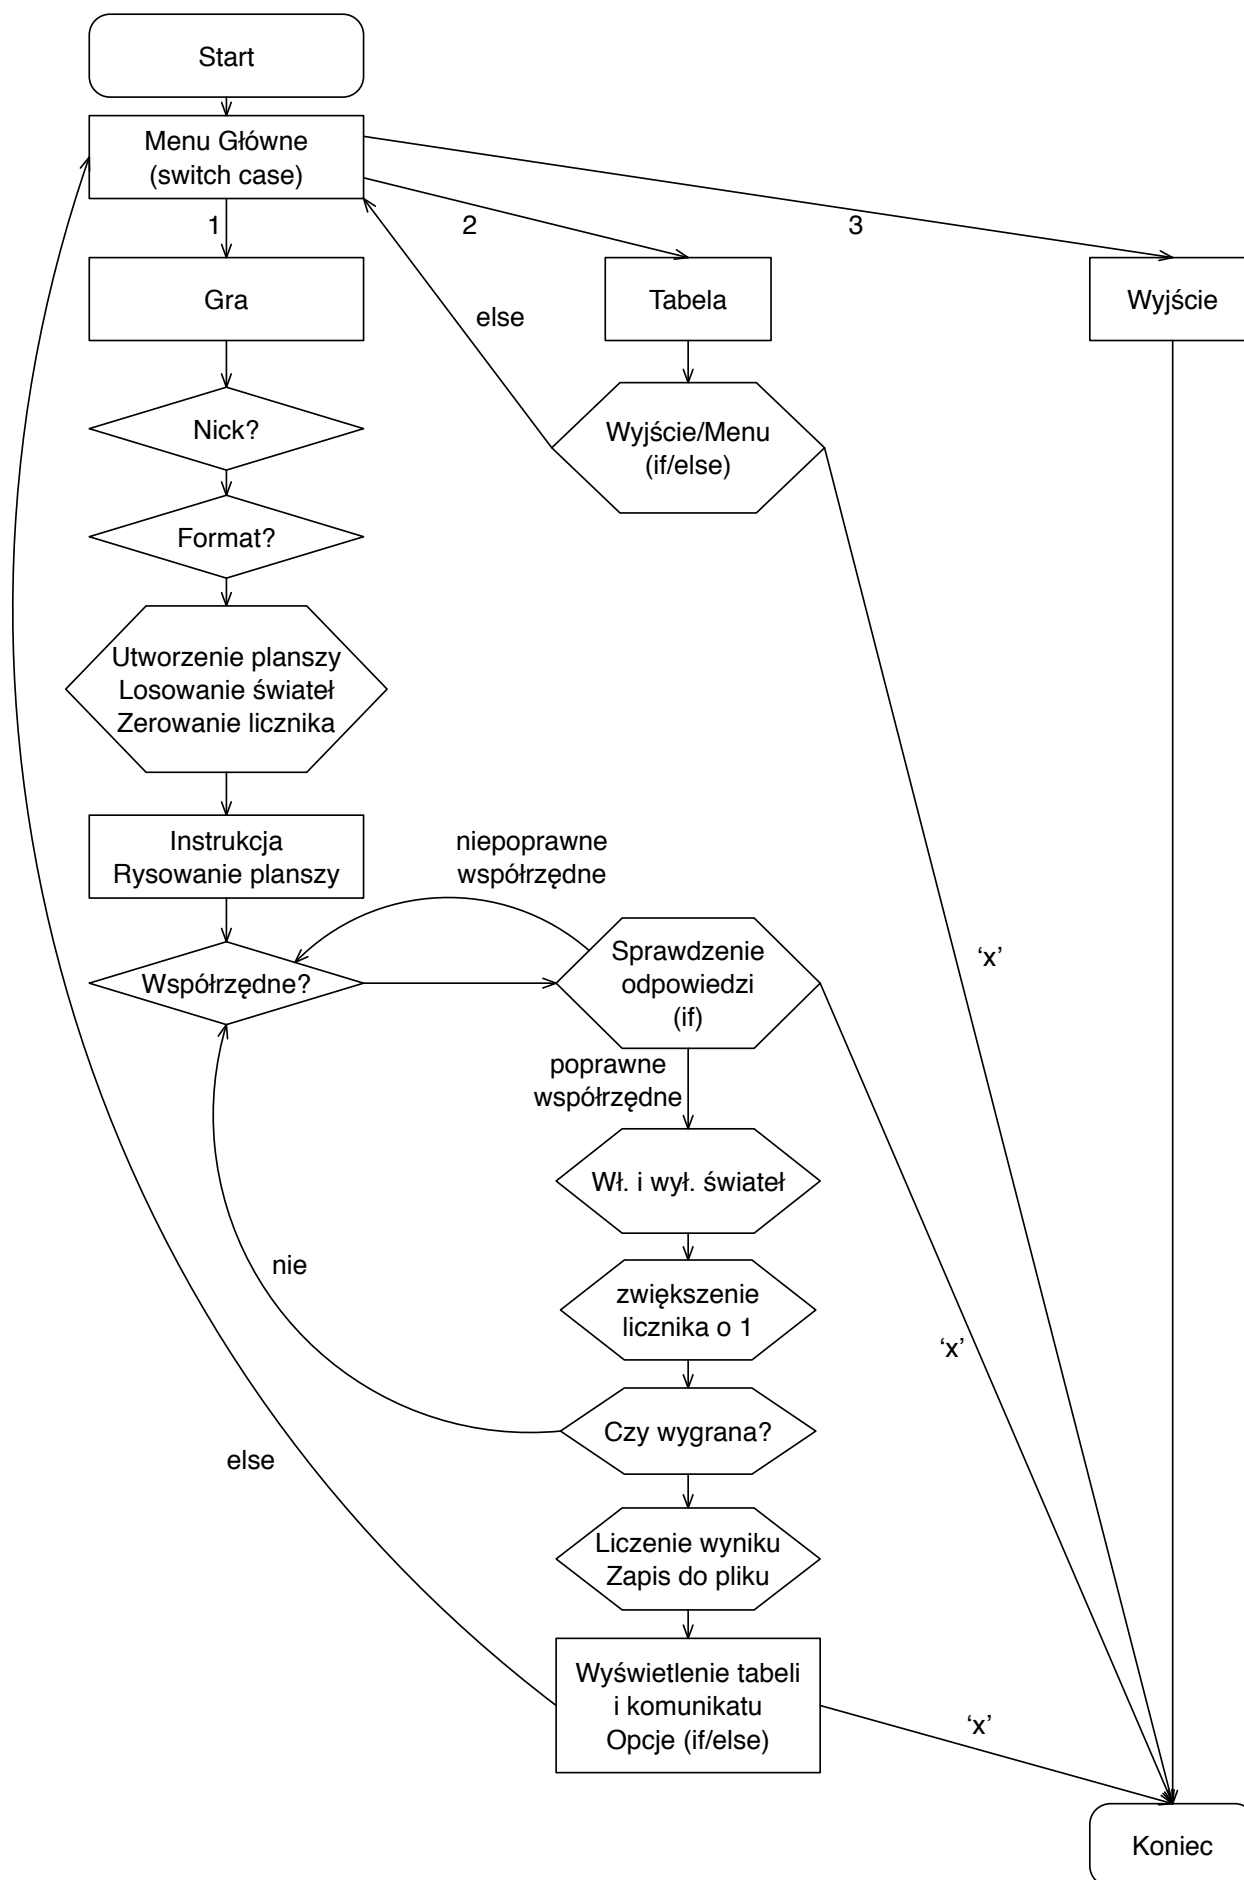 Start
Menu Główne
(switch case)
1
2
3
Gra
else
Tabela
Wyjście
Nick?
Wyjście/Menu
(if/else)
Format?
Utworzenie planszy
Losowanie świateł
Zerowanie licznika
Instrukcja
Rysowanie planszy
niepoprawne
współrzędne
Współrzędne?
Sprawdzenie
odpowiedzi
(if)
‘x’
poprawne
współrzędne
Wł. i wył. świateł
nie
zwiększenie
licznika o 1
‘x’
Czy wygrana?
else
Liczenie wyniku
Zapis do pliku
Wyświetlenie tabeli
i komunikatu
Opcje (if/else)
‘x’
Koniec